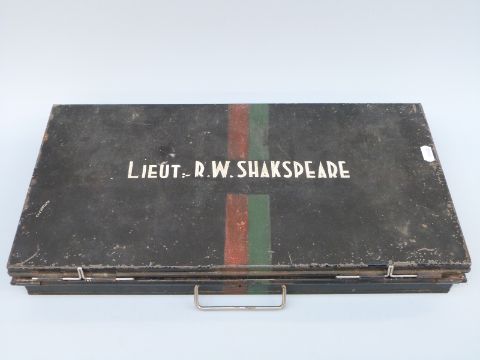 LIEUT:- R.W. SHAKSPEARE